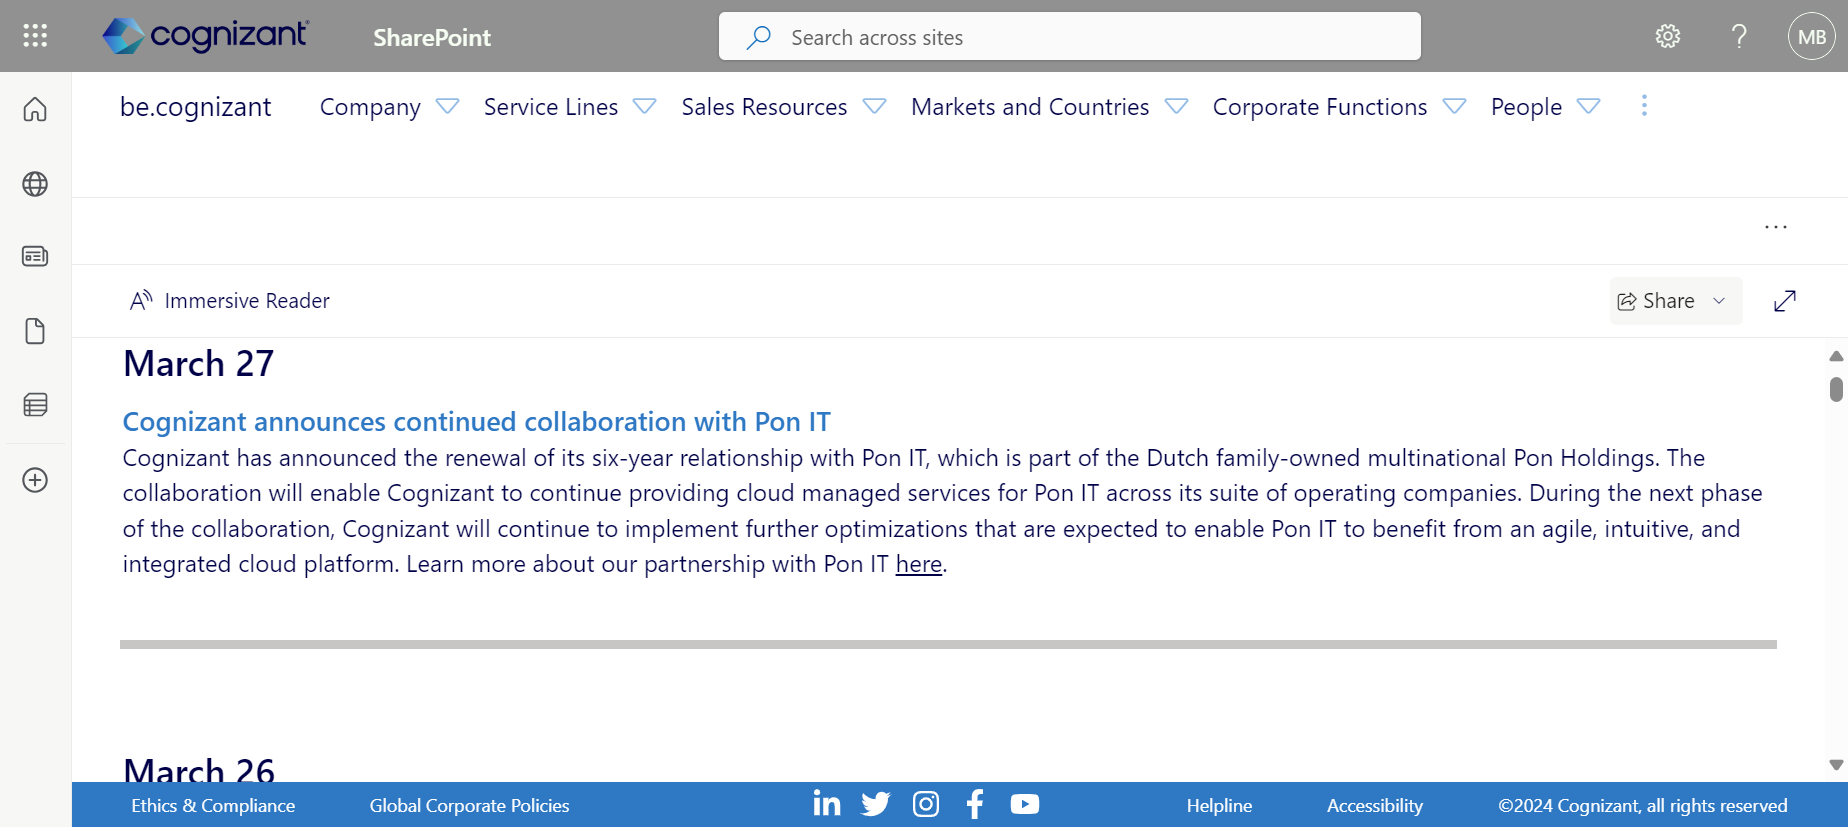 cognizant
SharePoint
Search across sites
MB
be.cognizant
Company
Service Lines
Sales Resources
Markets and Countries
Corporate Functions
People
Immersive Reader
Share
March 27
Cognizant announces continued collaboration with Pon IT
Cognizant has announced the renewal of its six-year relationship with Pon IT, which is part of the Dutch family-owned multinational Pon Holdings. The
collaboration will enable Cognizant to continue providing cloud managed services for Pon IT across its suite of operating companies. During the next phase
of the collaboration, Cognizant will continue to implement further optimizations that are expected to enable Pon IT to benefit from an agile, intuitive, and
integrated cloud platform. Learn more about our partnership with Pon IT here.
March 26
Ethics & Compliance
Global Corporate Policies
Helpline
Accessibility
©2024 Cognizant, all rights reserved